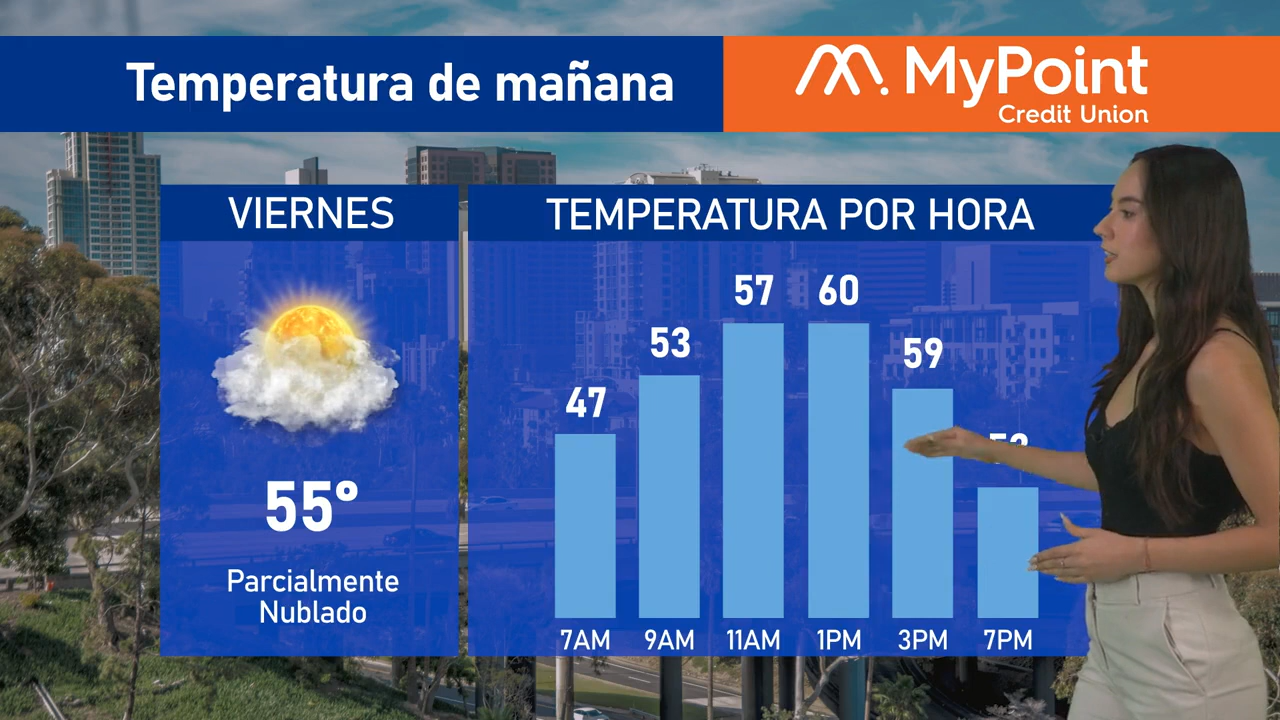 Temperatura de mañana
MyPoint
Credit Union
VIERNES
55°
Parcialmente
Nublado
TEMPERATURA POR HORA
47
53
57
60
59
7AM
9AM
11AM
1PM
3PM
7PM